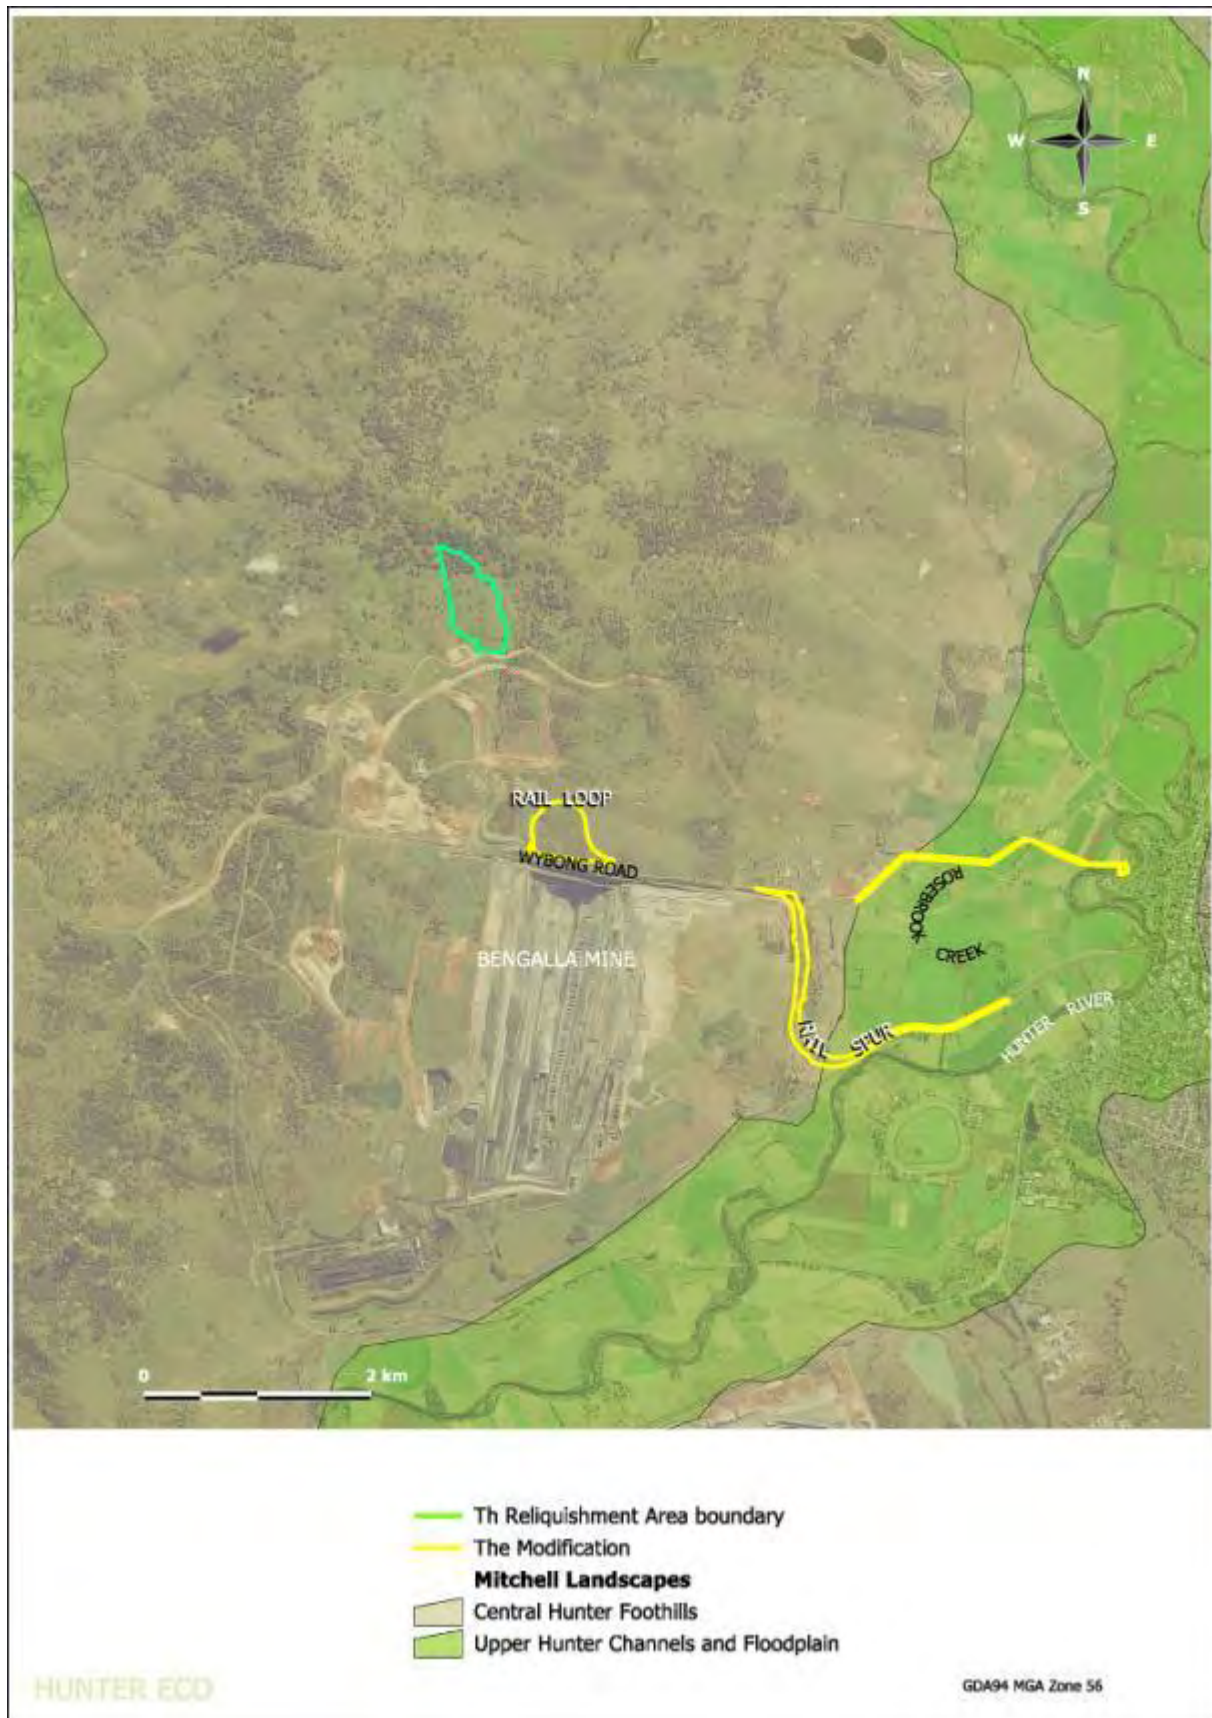 N
W E
S
RAIL LOOP
WYBONG ROAD
ROSEBROOK
CREEK
BENGALLA MINE
RAIL SPUR
HUNTER RIVER
0 2 km
Th Reliquishment Area boundary
The Modification
Mitchell Landscapes
Central Hunter Foothills
Upper Hunter Channels and Floodplain
HUNTER ECO
GDA94 MGA Zone 56